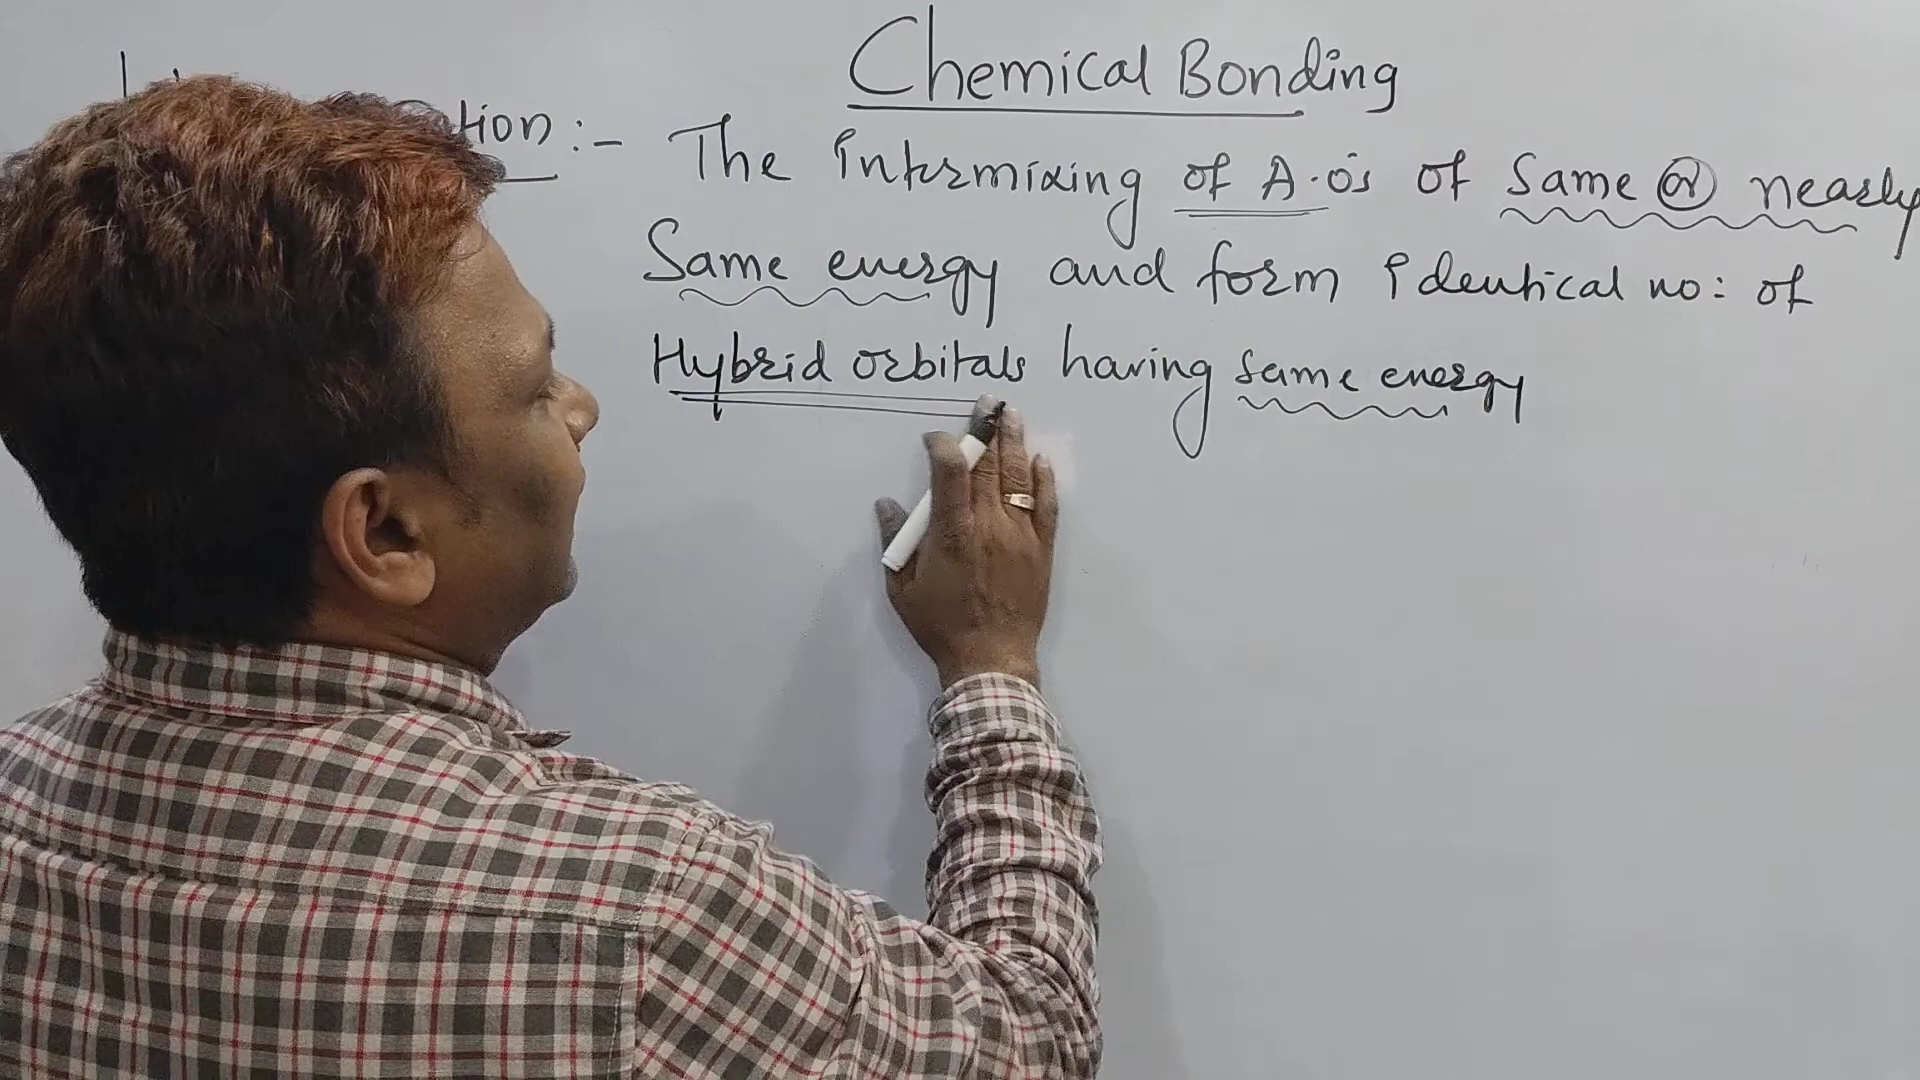 Chemical Bonding
tion :- The Intermixing of A.O's of Same or nearly
Same energy and form Identical no: of
Hybrid orbitals having same energy